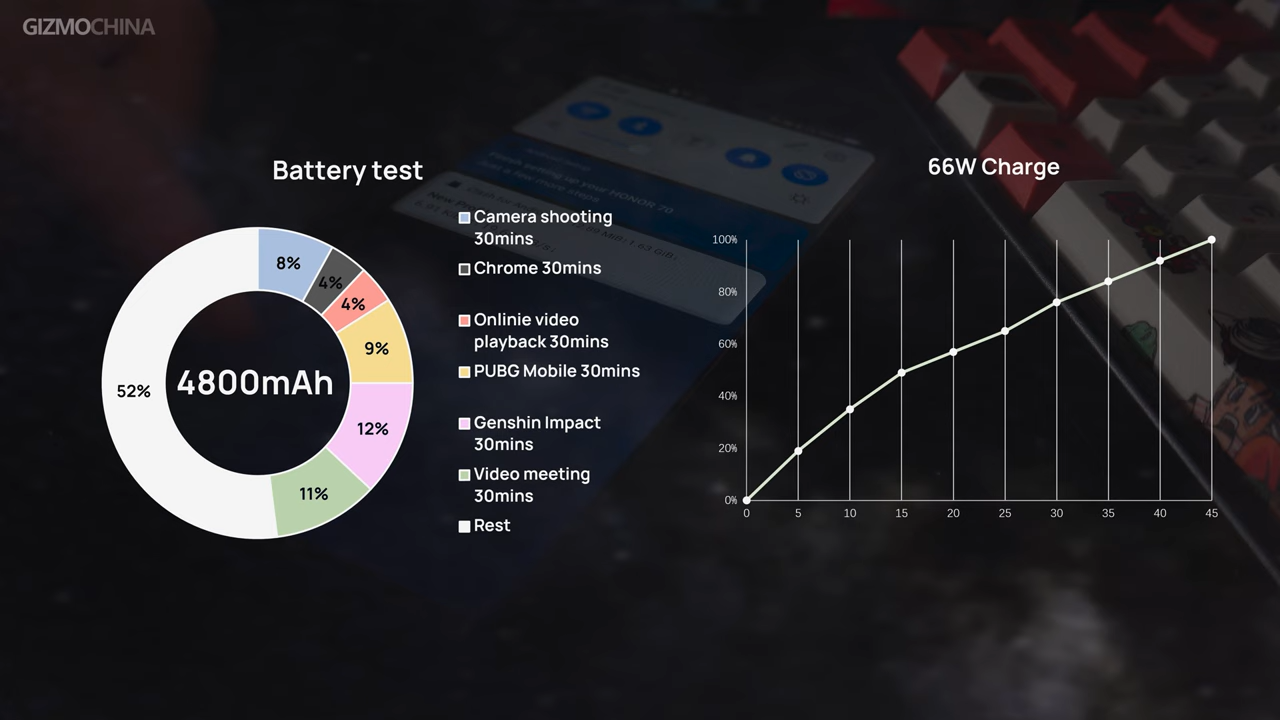 GIZMOCHINA
Battery test
66W Charge
8%
4%
4%
9%
12%
11%
52%
4800mAh
Camera shooting
30mins
Chrome 30mins
Onlinie video
playback 30mins
PUBG Mobile 30mins
Genshin Impact
30mins
Video meeting
30mins
Rest
100%
80%
60%
40%
20%
0%
0 5 10 15 20 25 30 35 40 45